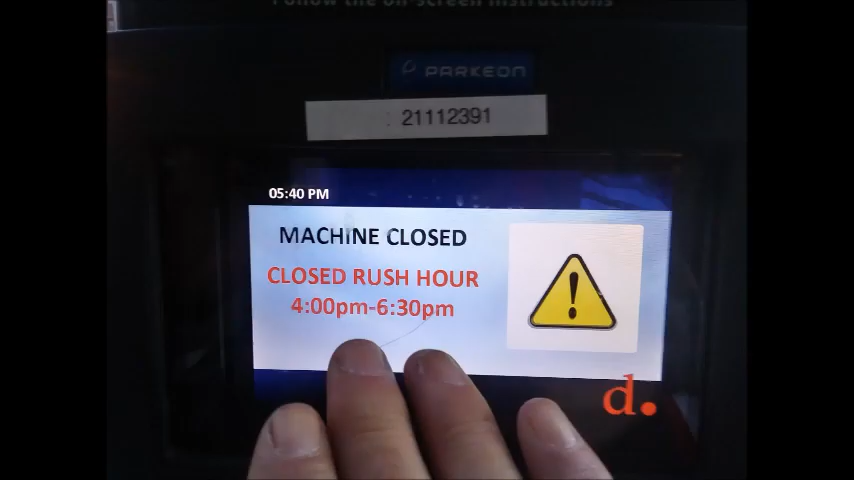 Follow the on-screen instructions
PARKEON
21112391
05:40 PM
MACHINE CLOSED
CLOSED RUSH HOUR
4:00pm-6:30pm
d.